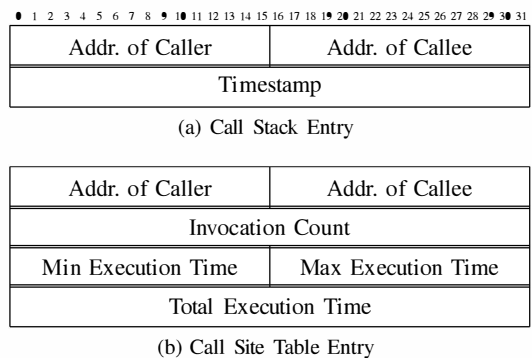 0 1 2 3 4 5 6 7 8 9 10 11 12 13 14 15 16 17 18 19 20 21 22 23 24 25 26 27 28 29 30 31
Addr. of Caller Addr. of Callee
Timestamp
(a) Call Stack Entry
Addr. of Caller Addr. of Callee
Invocation Count
Min Execution Time Max Execution Time
Total Execution Time
(b) Call Site Table Entry